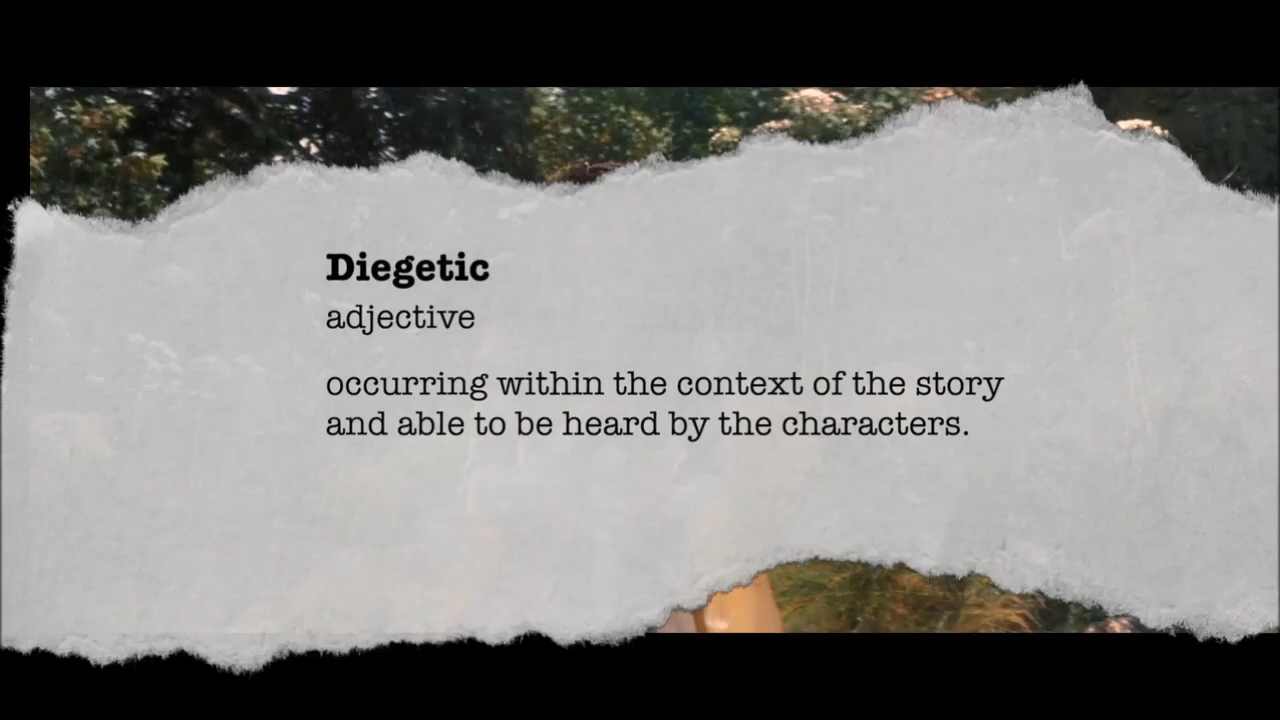 Diegetic
adjective
occurring within the context of the story
and able to be heard by the characters.